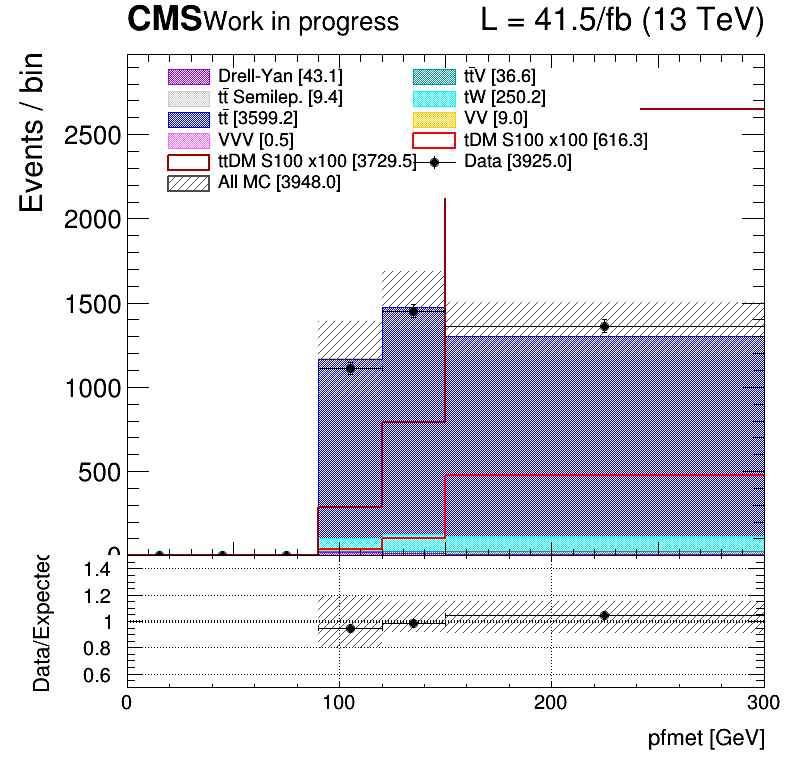 CMS Work in progress L = 41.5/fb (13 TeV)
Events / bin
Drell-Yan [43.1] tt̄V [36.6]
tt̄ Semilep. [9.4] tW [250.2]
tt̄ [3599.2] VV [9.0]
VVV [0.5] tDM S100 x100 [616.3]
ttDM S100 x100 [3729.5] Data [3925.0]
All MC [3948.0]
2500
2000
1500
1000
500
0
Data/Expected
1.4
1.2
1
0.8
0.6
0 100 200 300
pfmet [GeV]